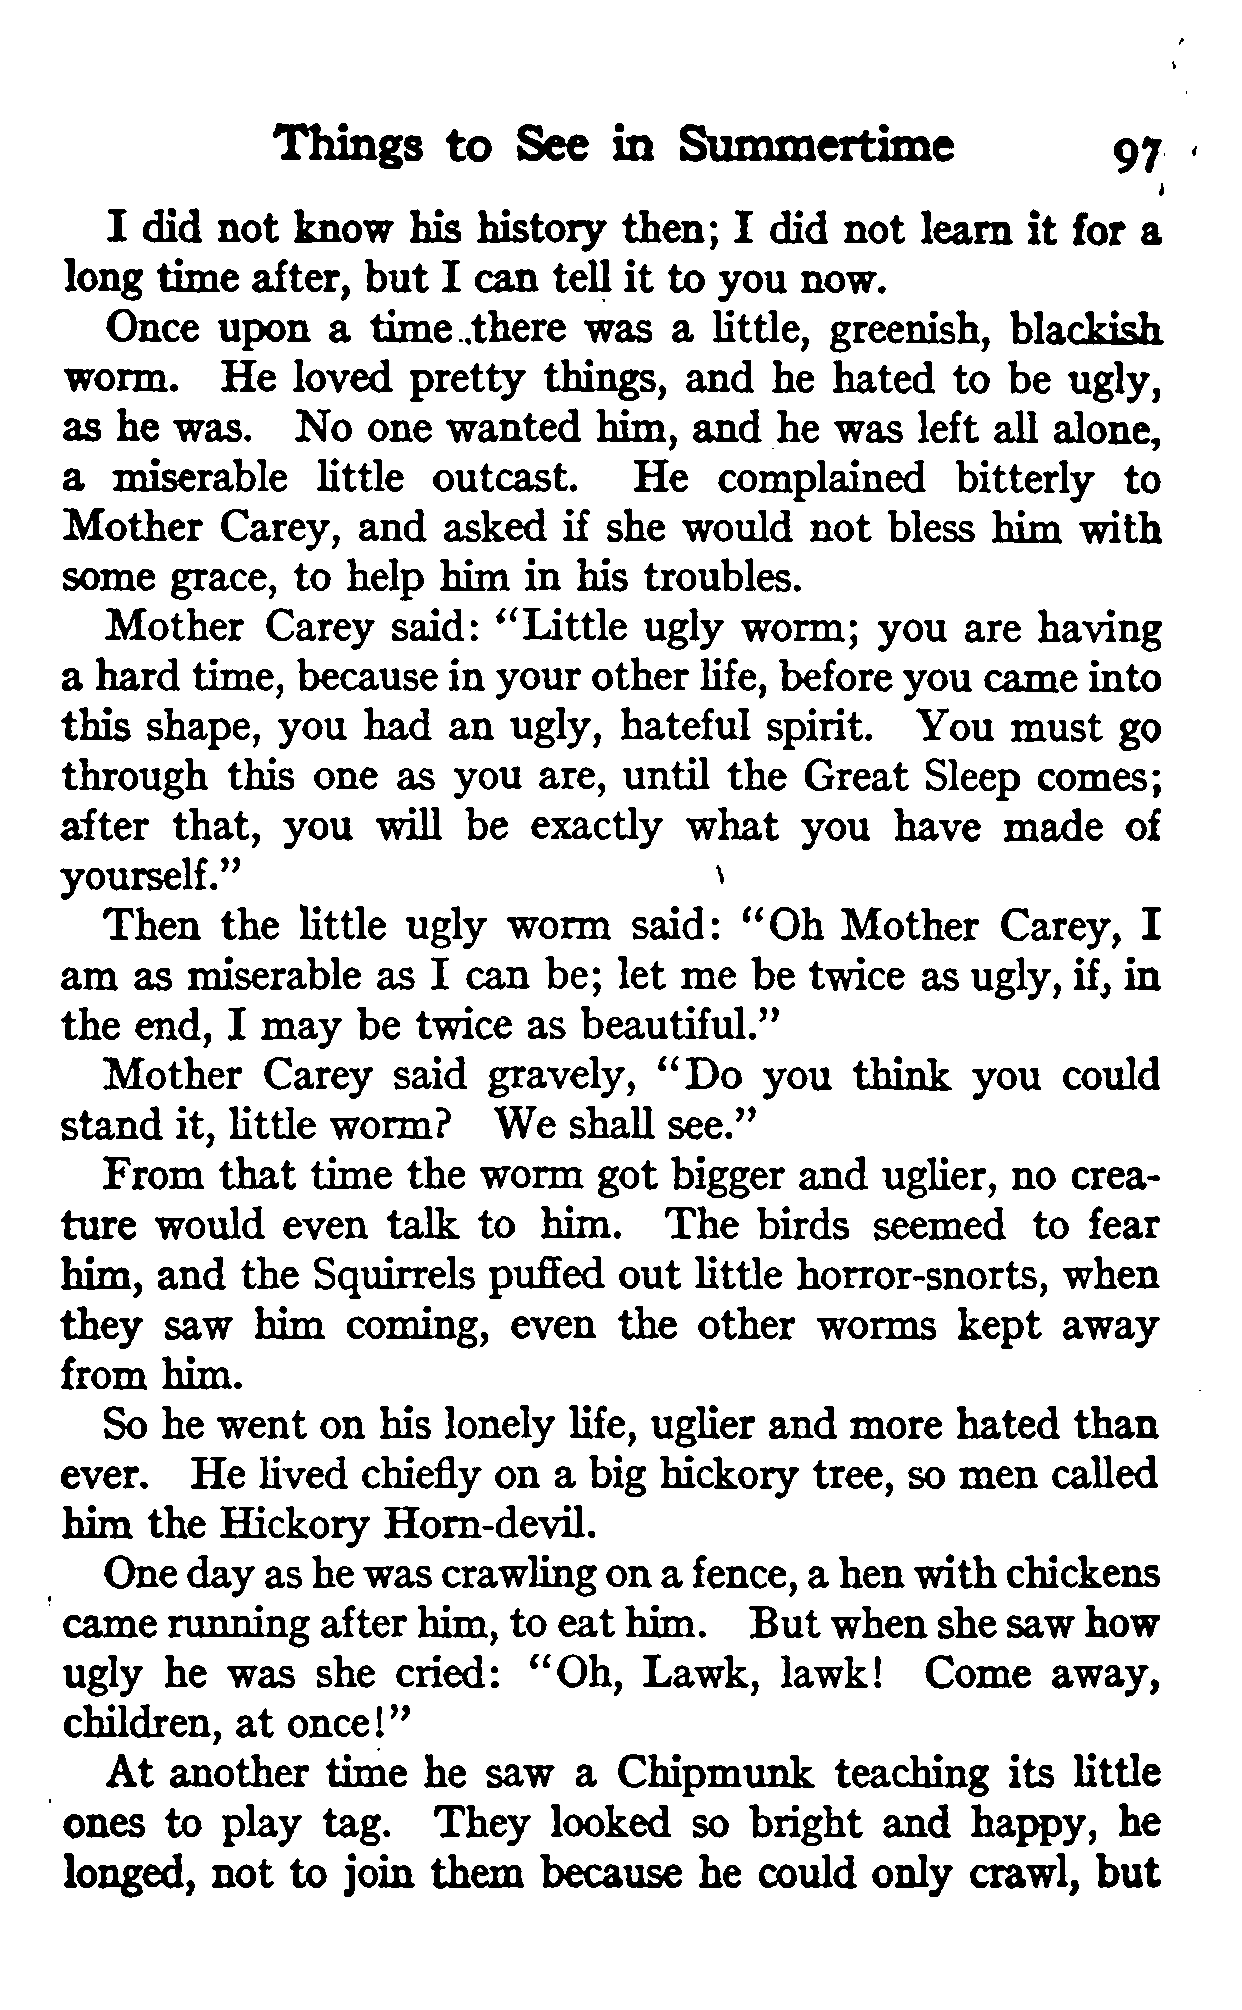 Things to See in Summertime 97
I did not know his history then; I did not learn it for a
long time after, but I can tell it to you now.
Once upon a time there was a little, greenish, blackish
worm. He loved pretty things, and he hated to be ugly,
as he was. No one wanted him, and he was left all alone,
a miserable little outcast. He complained bitterly to
Mother Carey, and asked if she would not bless him with
some grace, to help him in his troubles.
Mother Carey said: "Little ugly worm; you are having
a hard time, because in your other life, before you came into
this shape, you had an ugly, hateful spirit. You must go
through this one as you are, until the Great Sleep comes;
after that, you will be exactly what you have made of
yourself."
Then the little ugly worm said: "Oh Mother Carey, I
am as miserable as I can be; let me be twice as ugly, if, in
the end, I may be twice as beautiful."
Mother Carey said gravely, "Do you think you could
stand it, little worm? We shall see."
From that time the worm got bigger and uglier, no crea-
ture would even talk to him. The birds seemed to fear
him, and the Squirrels puffed out little horror-snorts, when
they saw him coming, even the other worms kept away
from him.
So he went on his lonely life, uglier and more hated than
ever. He lived chiefly on a big hickory tree, so men called
him the Hickory Horn-devil.
One day as he was crawling on a fence, a hen with chickens
came running after him, to eat him. But when she saw how
ugly he was she cried: "Oh, Lawk, lawk! Come away,
children, at once!"
At another time he saw a Chipmunk teaching its little
ones to play tag. They looked so bright and happy, he
longed, not to join them because he could only crawl, but